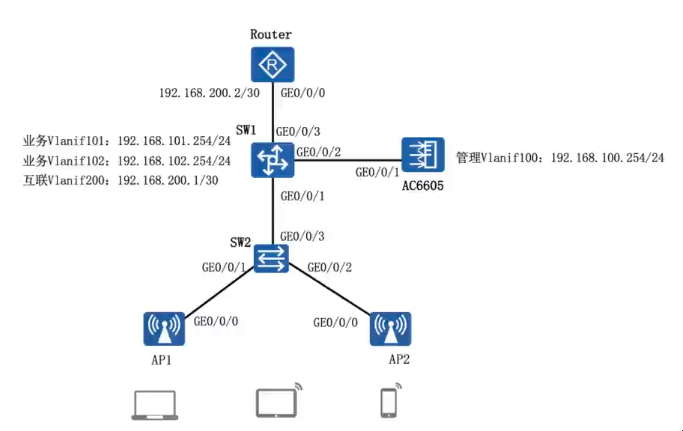 Router
192.168.200.2/30 GE0/0/0
SW1
GE0/0/3
业务Vlanif101: 192.168.101.254/24
业务Vlanif102: 192.168.102.254/24
互联Vlanif200: 192.168.200.1/30
GE0/0/2
GE0/0/1
管理Vlanif100: 192.168.100.254/24
AC6605
GE0/0/1
SW2
GE0/0/3
GE0/0/1
GE0/0/2
GE0/0/0
GE0/0/0
AP1
AP2